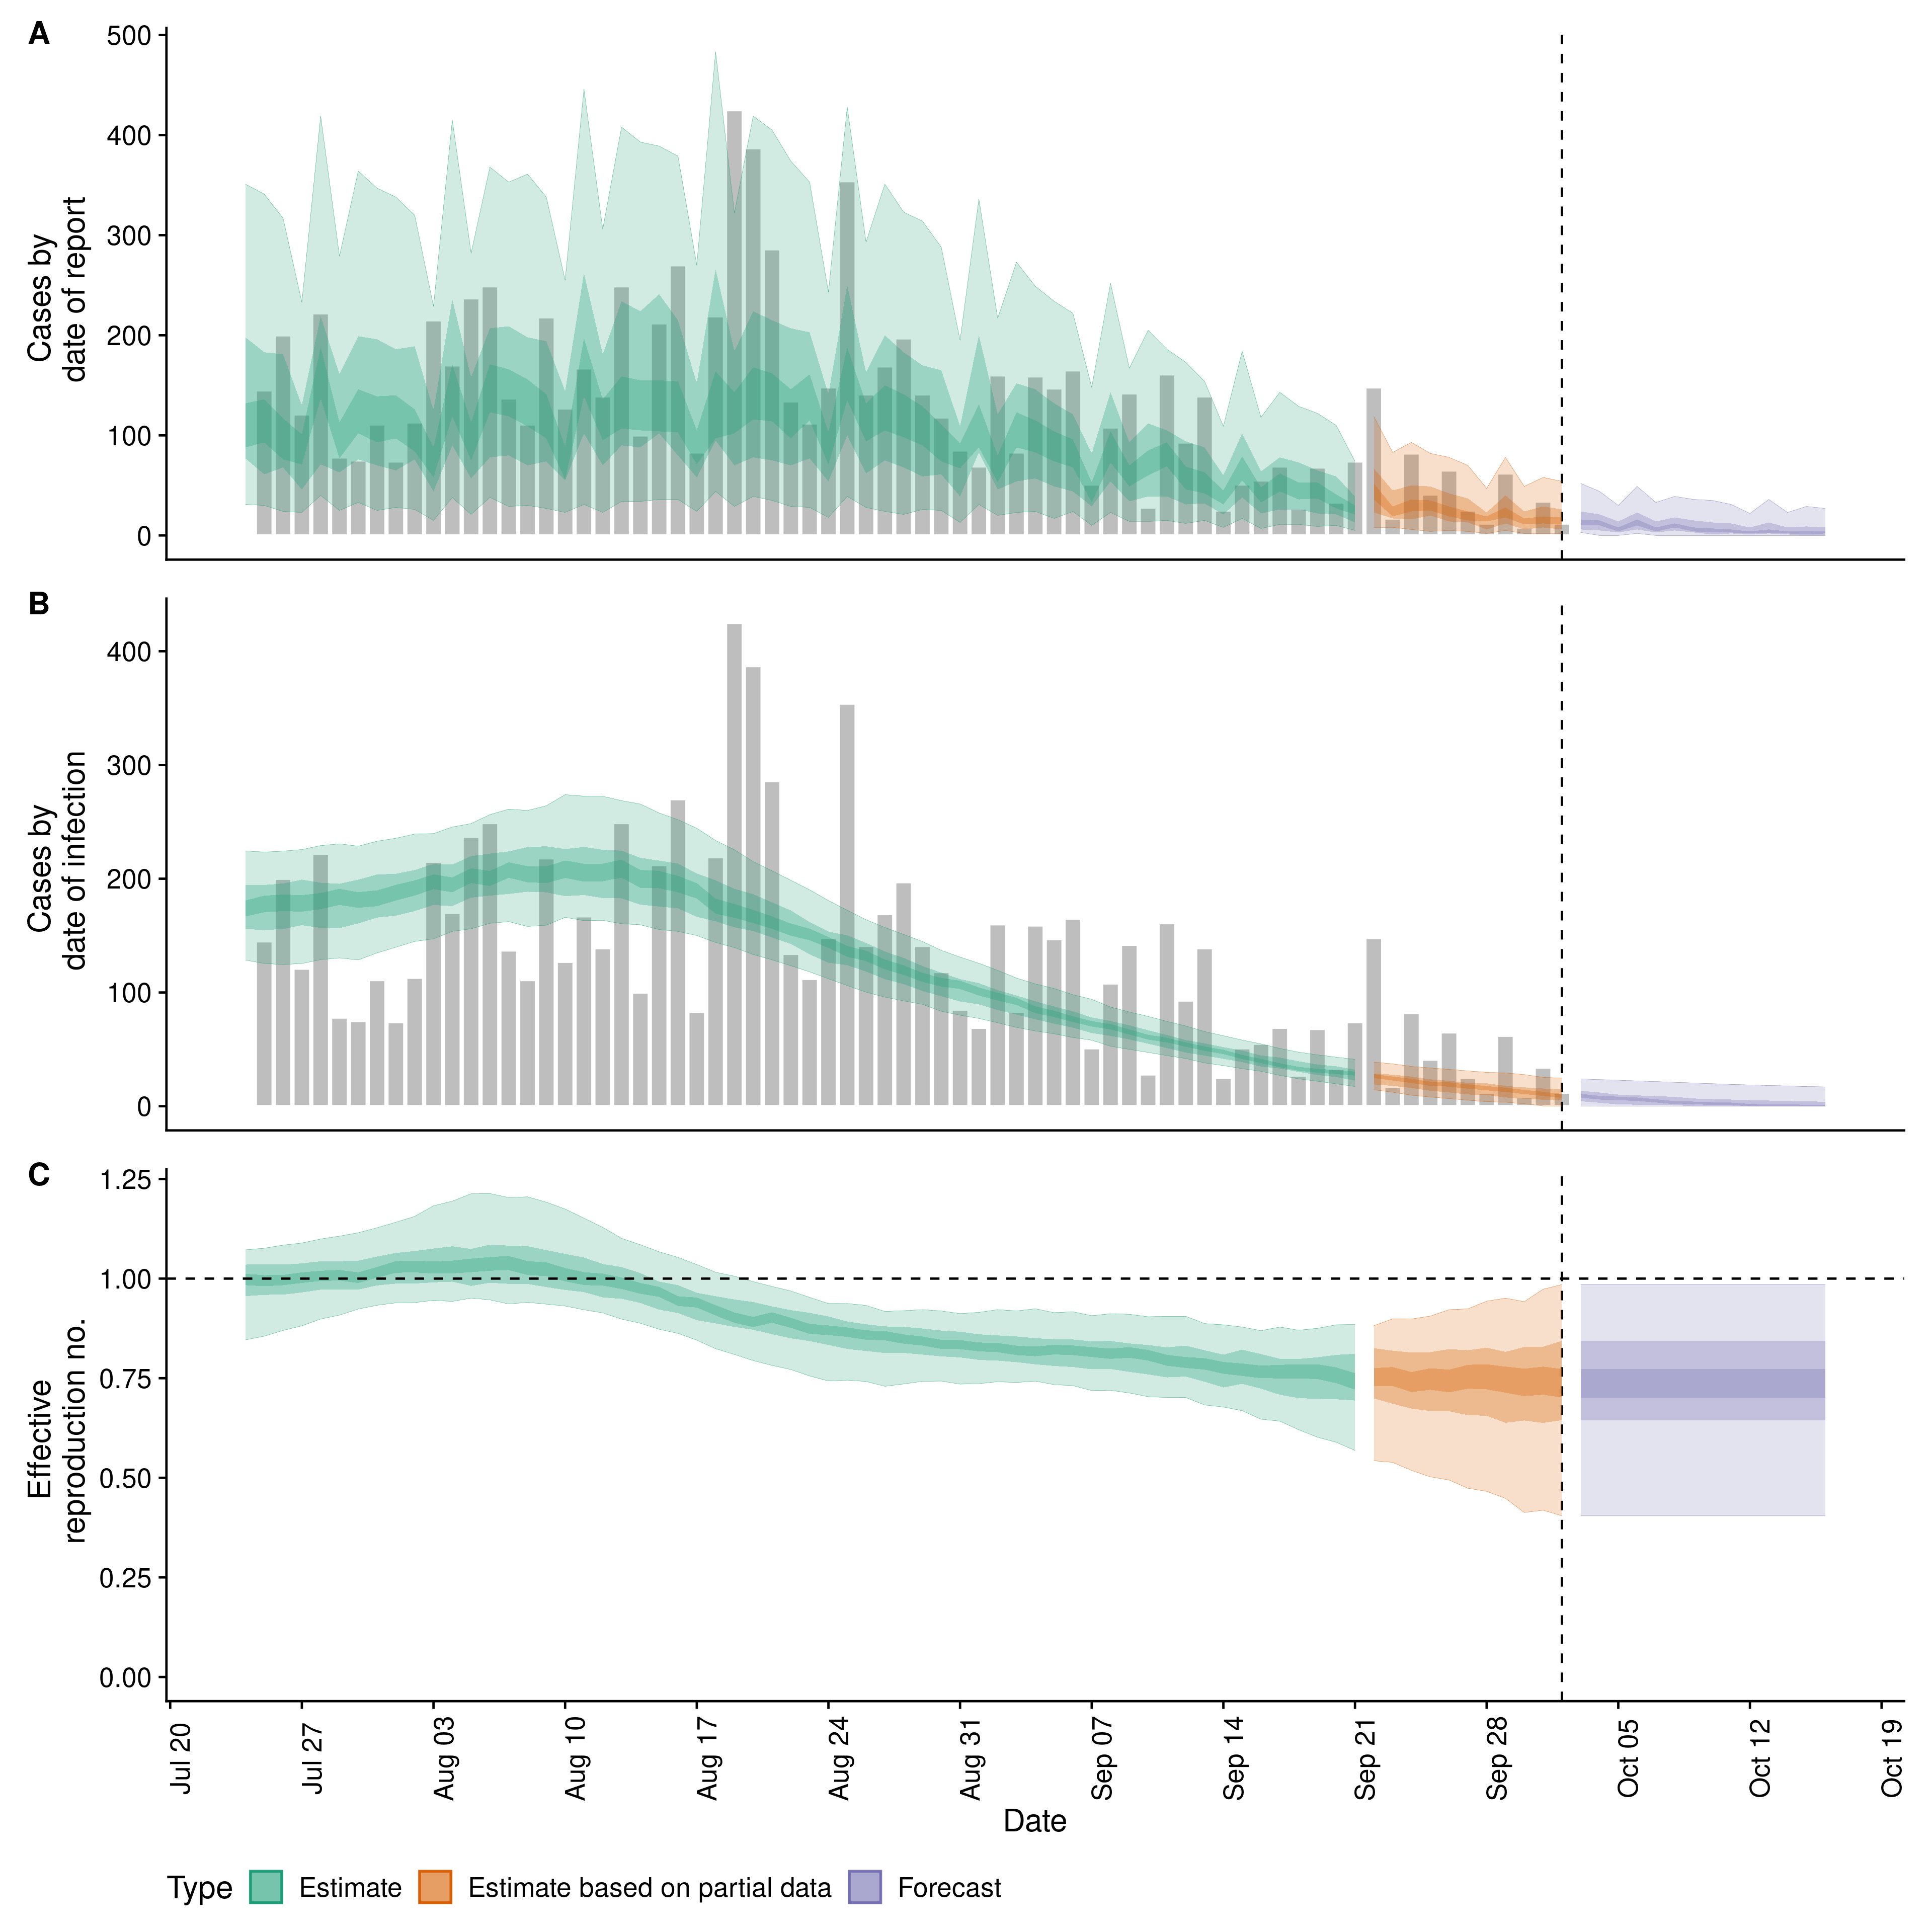 A
500
400
300
200
100
0
Cases by
date of report
B
400
300
200
100
0
Cases by
date of infection
C
1.25
1.00
0.75
0.50
0.25
0.00
Effective
reproduction no.
Jul 20
Jul 27
Aug 03
Aug 10
Aug 17
Aug 24
Aug 31
Sep 07
Sep 14
Sep 21
Sep 28
Oct 05
Oct 12
Oct 19
Date
Type Estimate Estimate based on partial data Forecast